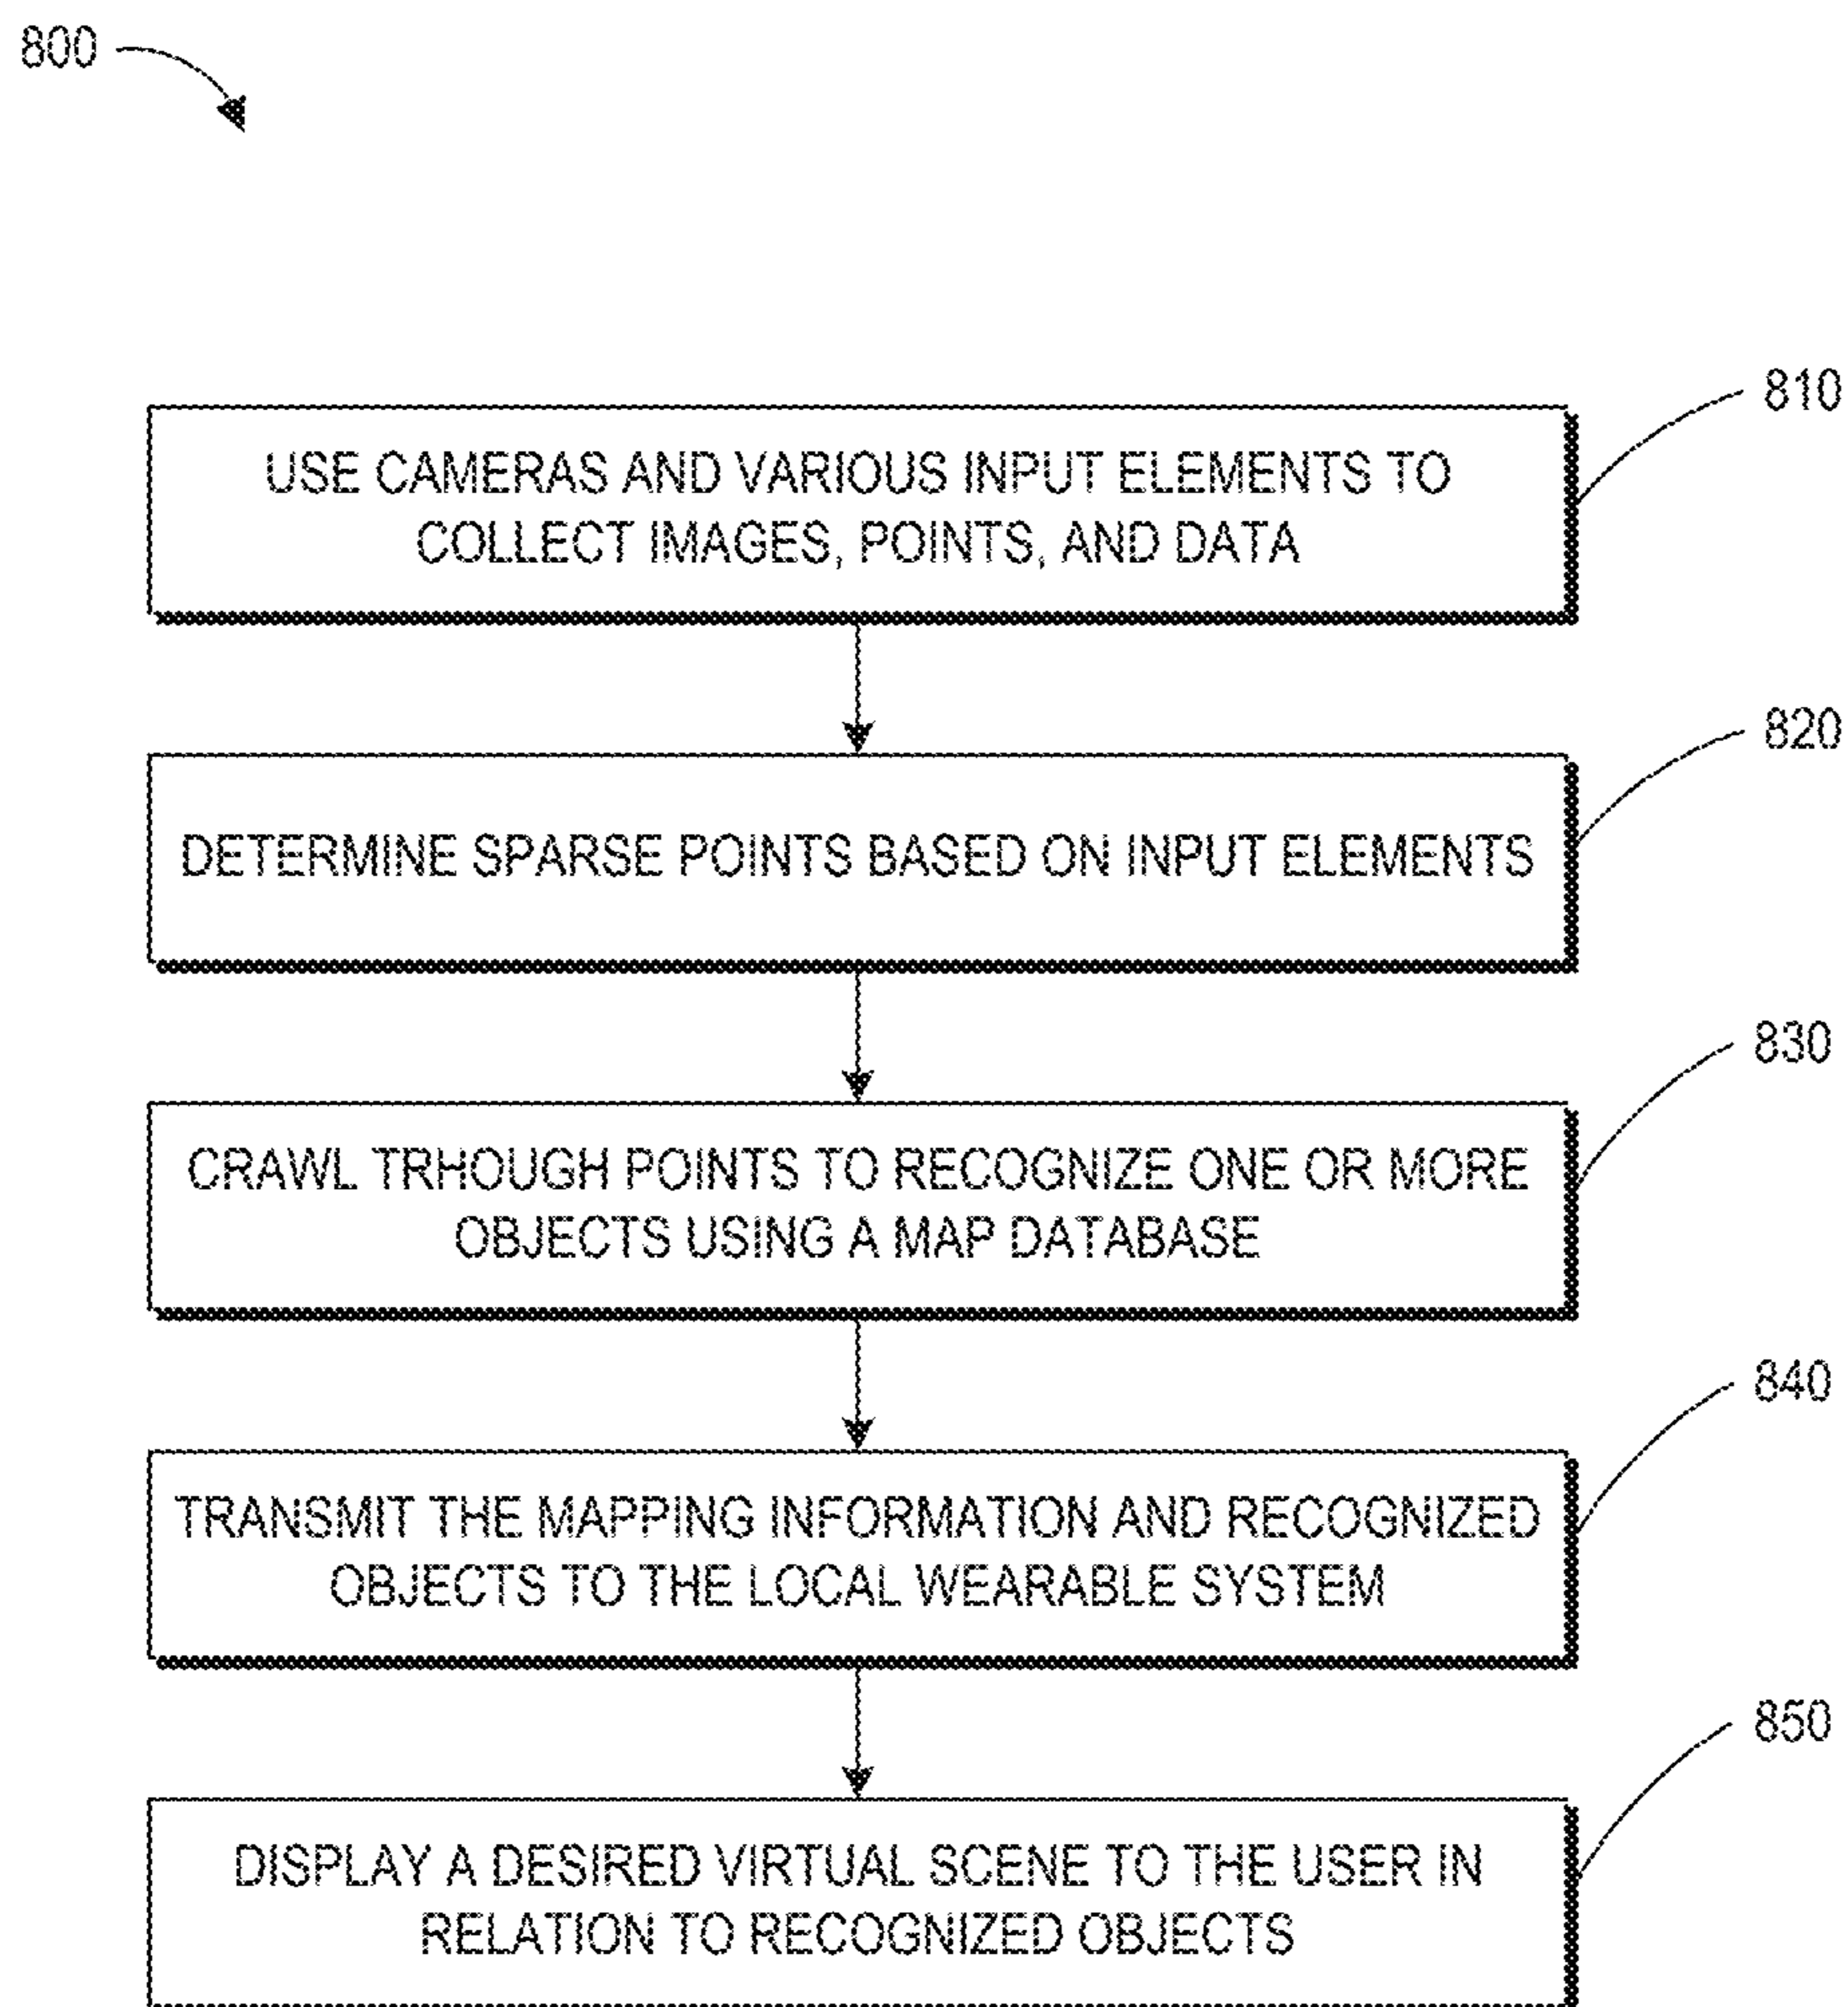 800
810
USE CAMERAS AND VARIOUS INPUT ELEMENTS TO
COLLECT IMAGES, POINTS, AND DATA
820
DETERMINE SPARSE POINTS BASED ON INPUT ELEMENTS
830
CRAWL TRHOUGH POINTS TO RECOGNIZE ONE OR MORE
OBJECTS USING A MAP DATABASE
840
TRANSMIT THE MAPPING INFORMATION AND RECOGNIZED
OBJECTS TO THE LOCAL WEARABLE SYSTEM
850
DISPLAY A DESIRED VIRTUAL SCENE TO THE USER IN
RELATION TO RECOGNIZED OBJECTS